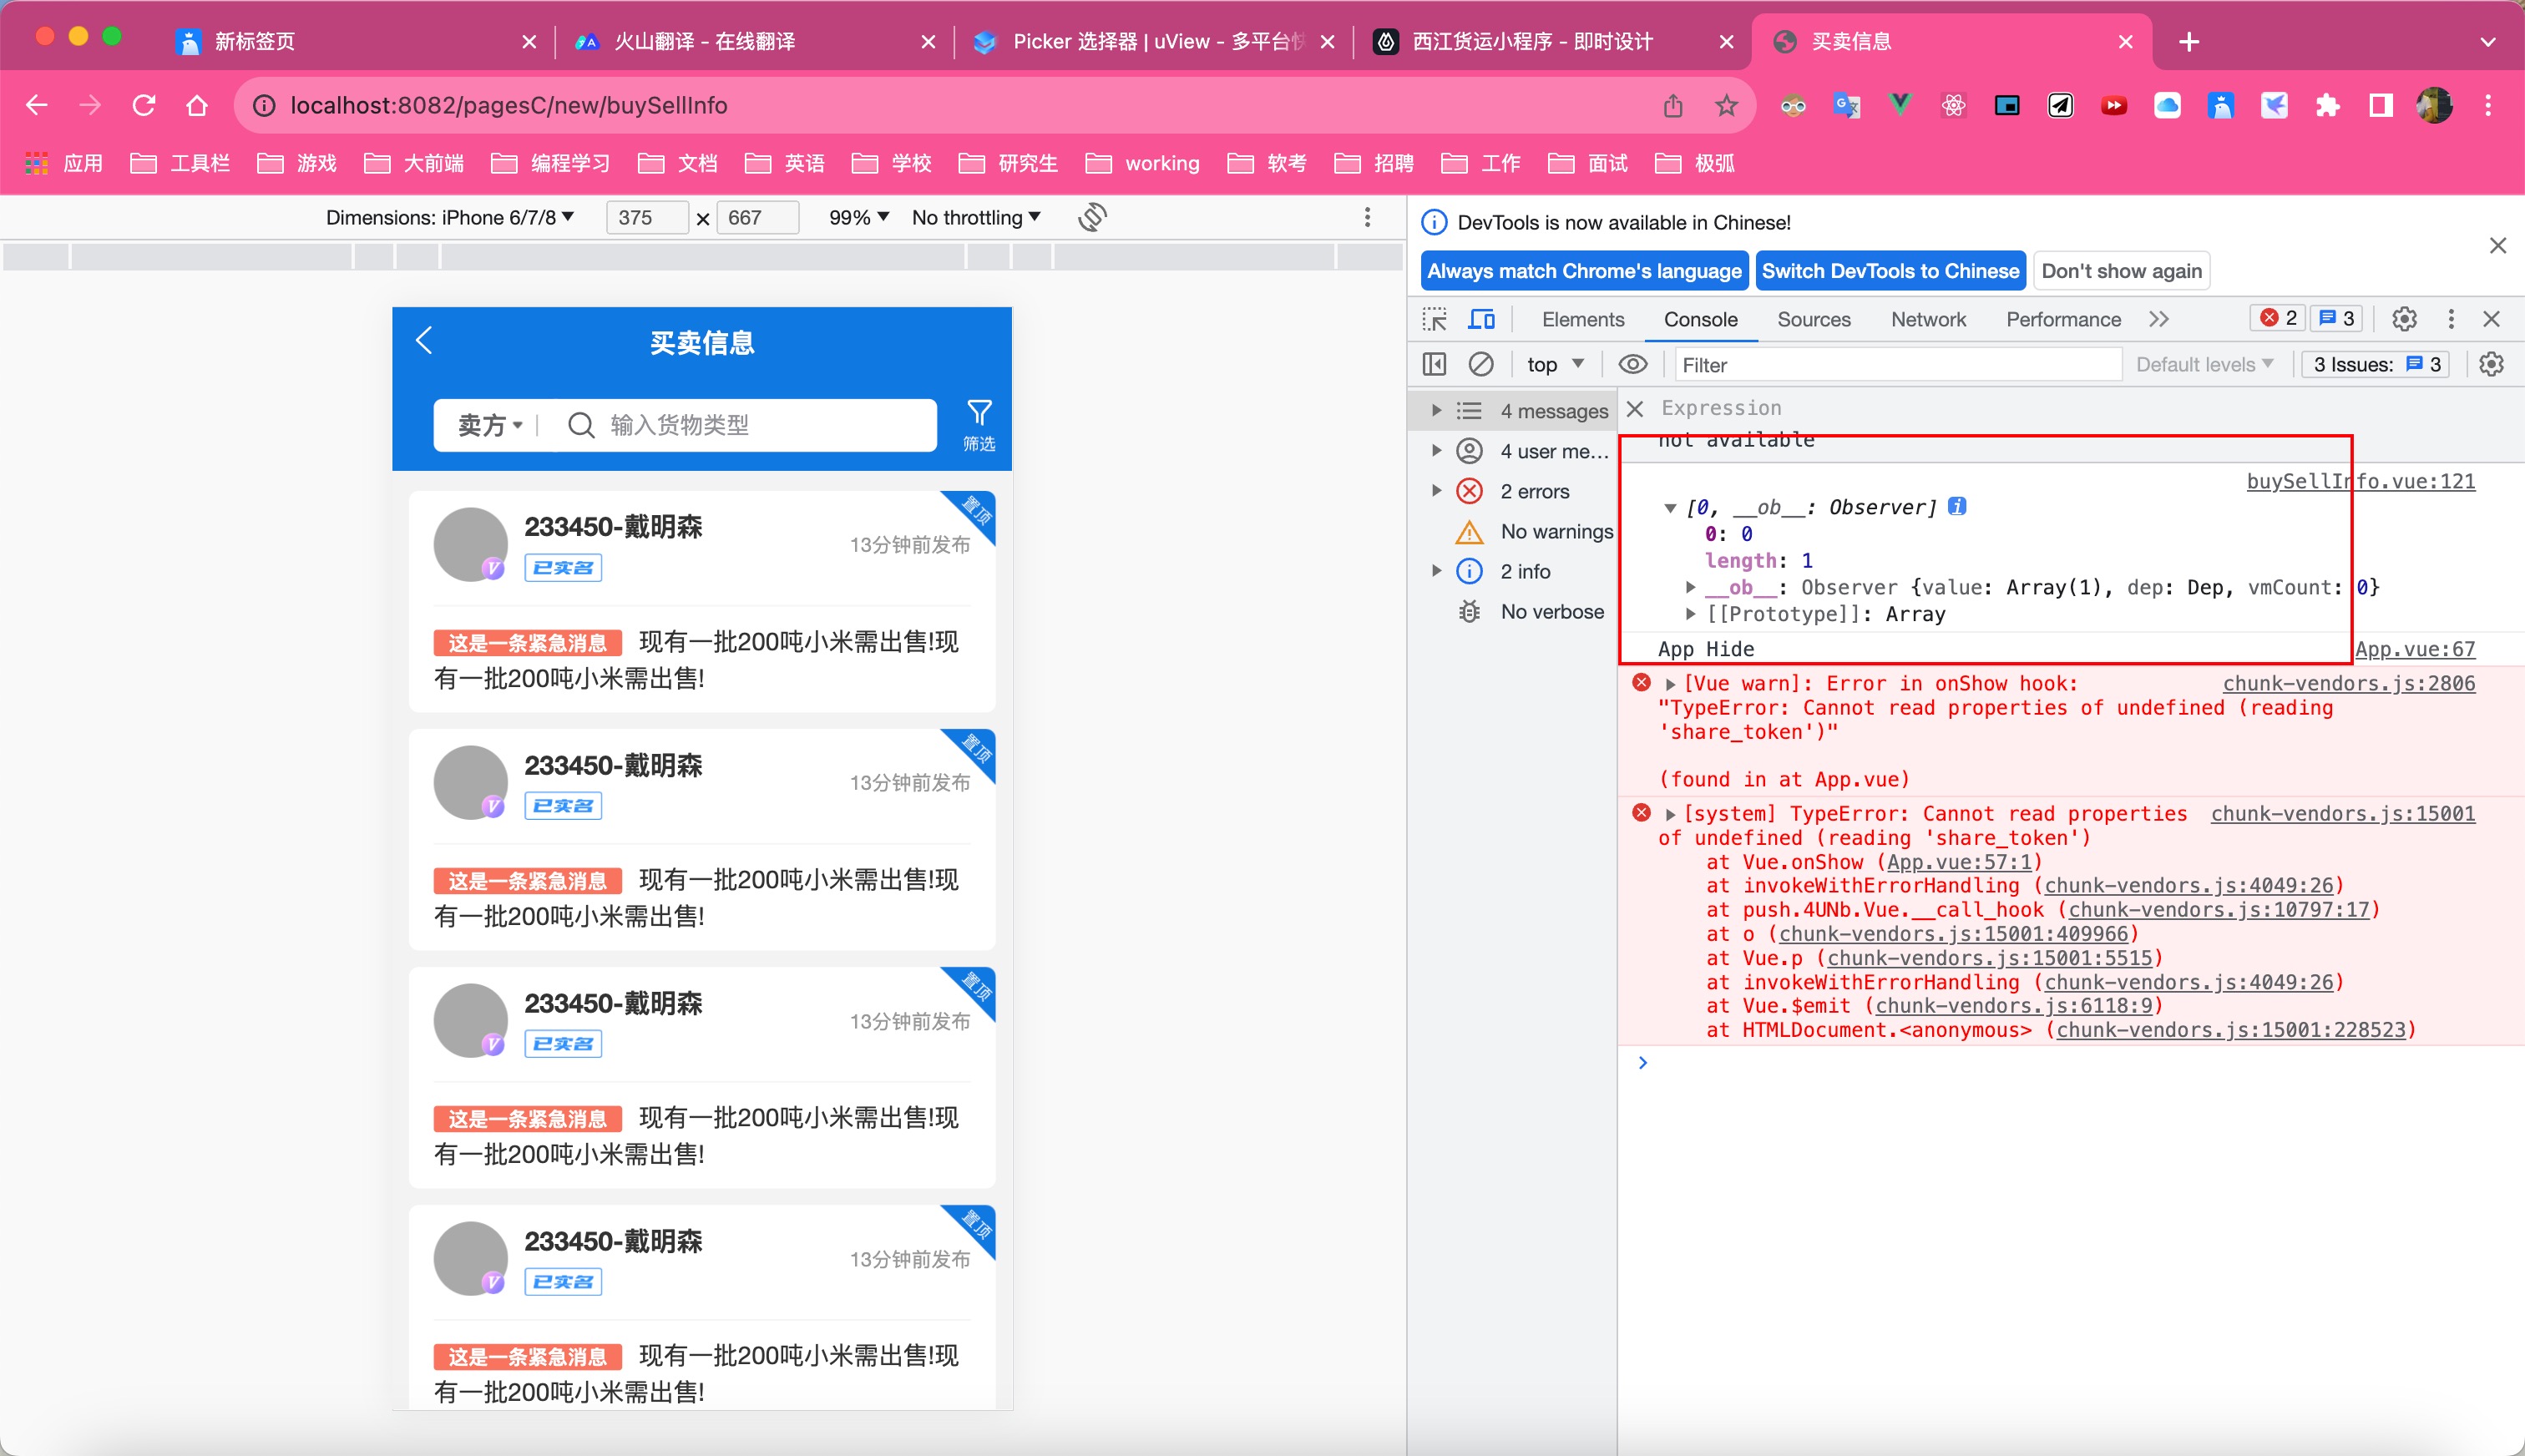 新标签页
火山翻译 - 在线翻译
Picker 选择器 | uView - 多平台快
西江货运小程序 - 即时设计
买卖信息
localhost:8082/pagesC/new/buySellInfo
应用
工具栏
游戏
大前端
编程学习
文档
英语
学校
研究生
working
软考
招聘
工作
面试
极弧
Dimensions: iPhone 6/7/8 375 × 667 99% No throttling
买卖信息
卖方 输入货物类型
筛选
置顶
233450-戴明森
13分钟前发布
V
已实名
这是一条紧急消息 现有一批200吨小米需出售!现
有一批200吨小米需出售!
置顶
233450-戴明森
13分钟前发布
V
已实名
这是一条紧急消息 现有一批200吨小米需出售!现
有一批200吨小米需出售!
置顶
233450-戴明森
13分钟前发布
V
已实名
这是一条紧急消息 现有一批200吨小米需出售!现
有一批200吨小米需出售!
置顶
233450-戴明森
13分钟前发布
V
已实名
这是一条紧急消息 现有一批200吨小米需出售!现
有一批200吨小米需出售!
DevTools is now available in Chinese!
Always match Chrome's language
Switch DevTools to Chinese
Don't show again
Elements Console Sources Network Performance 2 3
top Filter Default levels 3 Issues: 3
4 messages
4 user me...
2 errors
No warnings
2 info
No verbose
Expression
not available
buySellInfo.vue:121
[0, __ob__: Observer]
0: 0
length: 1
__ob__: Observer {value: Array(1), dep: Dep, vmCount: 0}
[[Prototype]]: Array
App Hide App.vue:67
[Vue warn]: Error in onShow hook: chunk-vendors.js:2806
"TypeError: Cannot read properties of undefined (reading
'share_token')"
(found in at App.vue)
[system] TypeError: Cannot read properties chunk-vendors.js:15001
of undefined (reading 'share_token')
at Vue.onShow (App.vue:57:1)
at invokeWithErrorHandling (chunk-vendors.js:4049:26)
at push.4UNb.Vue.__call_hook (chunk-vendors.js:10797:17)
at o (chunk-vendors.js:15001:409966)
at Vue.p (chunk-vendors.js:15001:5515)
at invokeWithErrorHandling (chunk-vendors.js:4049:26)
at Vue.$emit (chunk-vendors.js:6118:9)
at HTMLDocument.<anonymous> (chunk-vendors.js:15001:228523)